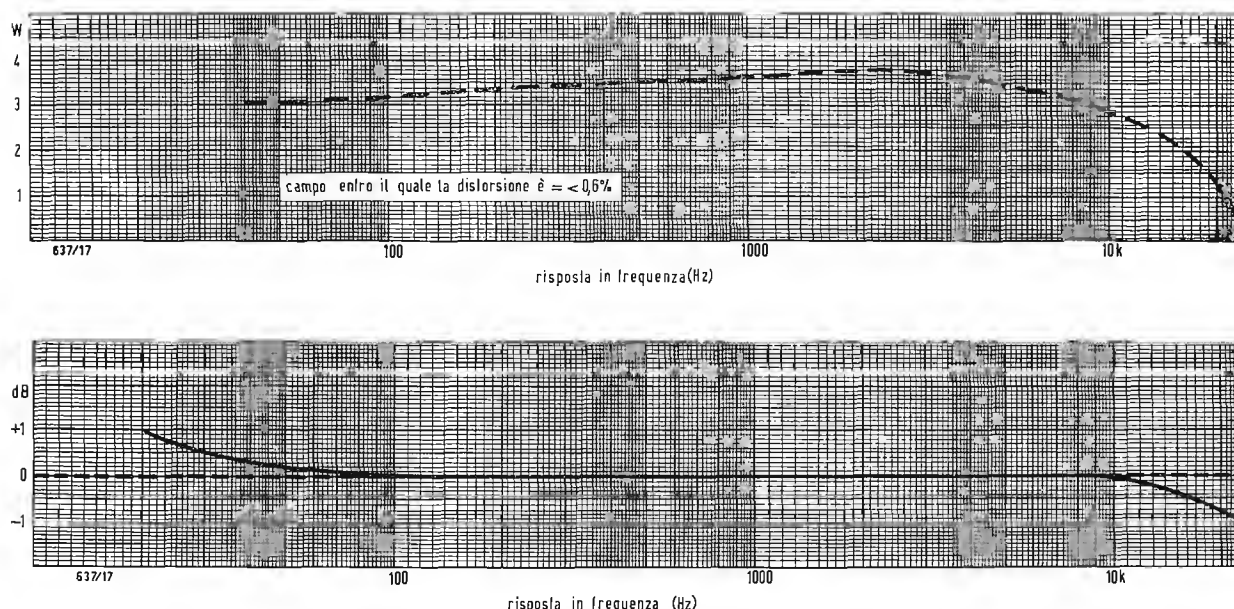 W
4
3
2
1
campo entro il quale la distorsione è = < 0,6%
637/17
100
1000
10k
risposta in frequenza(Hz)
dB
+1
0
-1
637/17
100
1000
10k
risposta in frequenza (Hz)